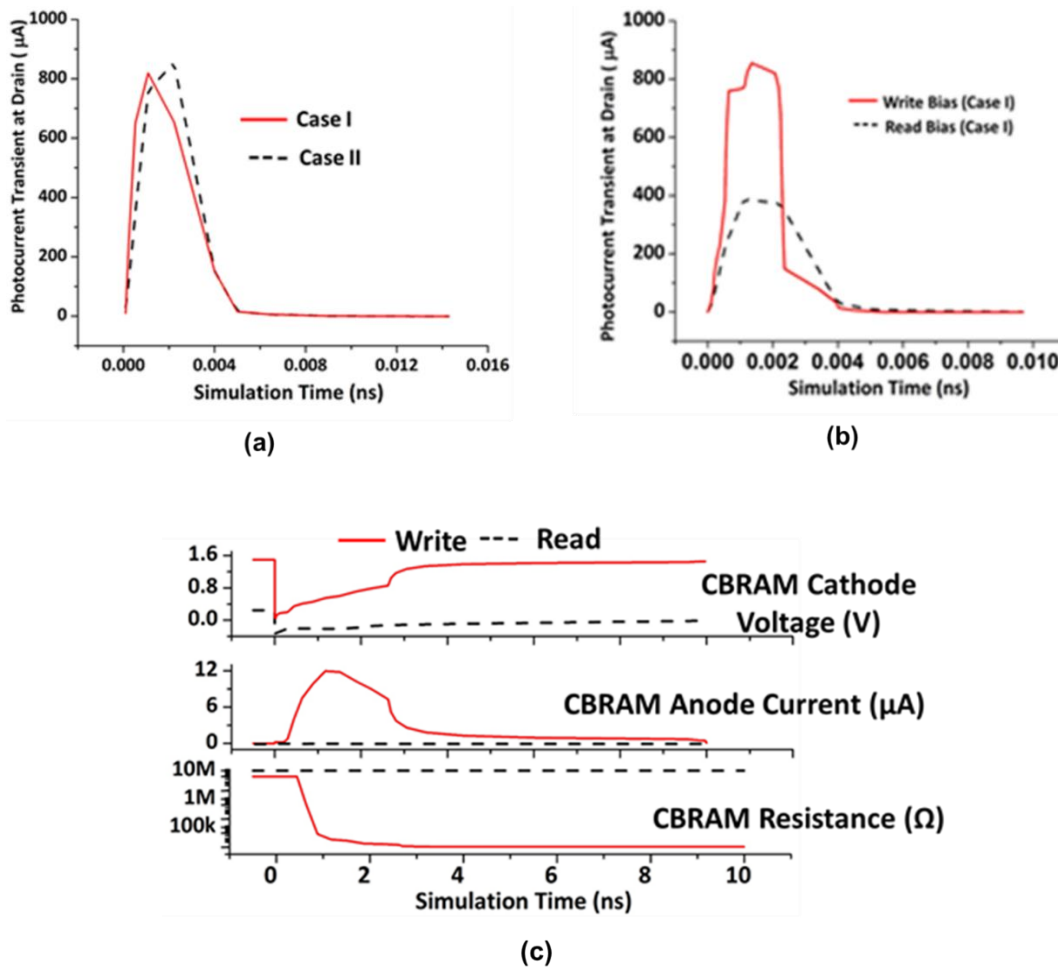 Photocurrent Transient at Drain ( µA)
1000
800
600
400
200
0
Case I
Case II
0.000
0.004
0.008
0.012
0.016
Simulation Time (ns)
(a)
Photocurrent Transient at Drain ( µA)
1000
800
600
400
200
0
Write Bias (Case I)
Read Bias (Case I)
0.000
0.002
0.004
0.006
0.008
0.010
Simulation Time (ns)
(b)
Write
Read
1.6
0.8
0.0
CBRAM Cathode
Voltage (V)
12
6
0
CBRAM Anode Current (µA)
10M
1M
100k
CBRAM Resistance (Ω)
0
2
4
6
8
10
Simulation Time (ns)
(c)